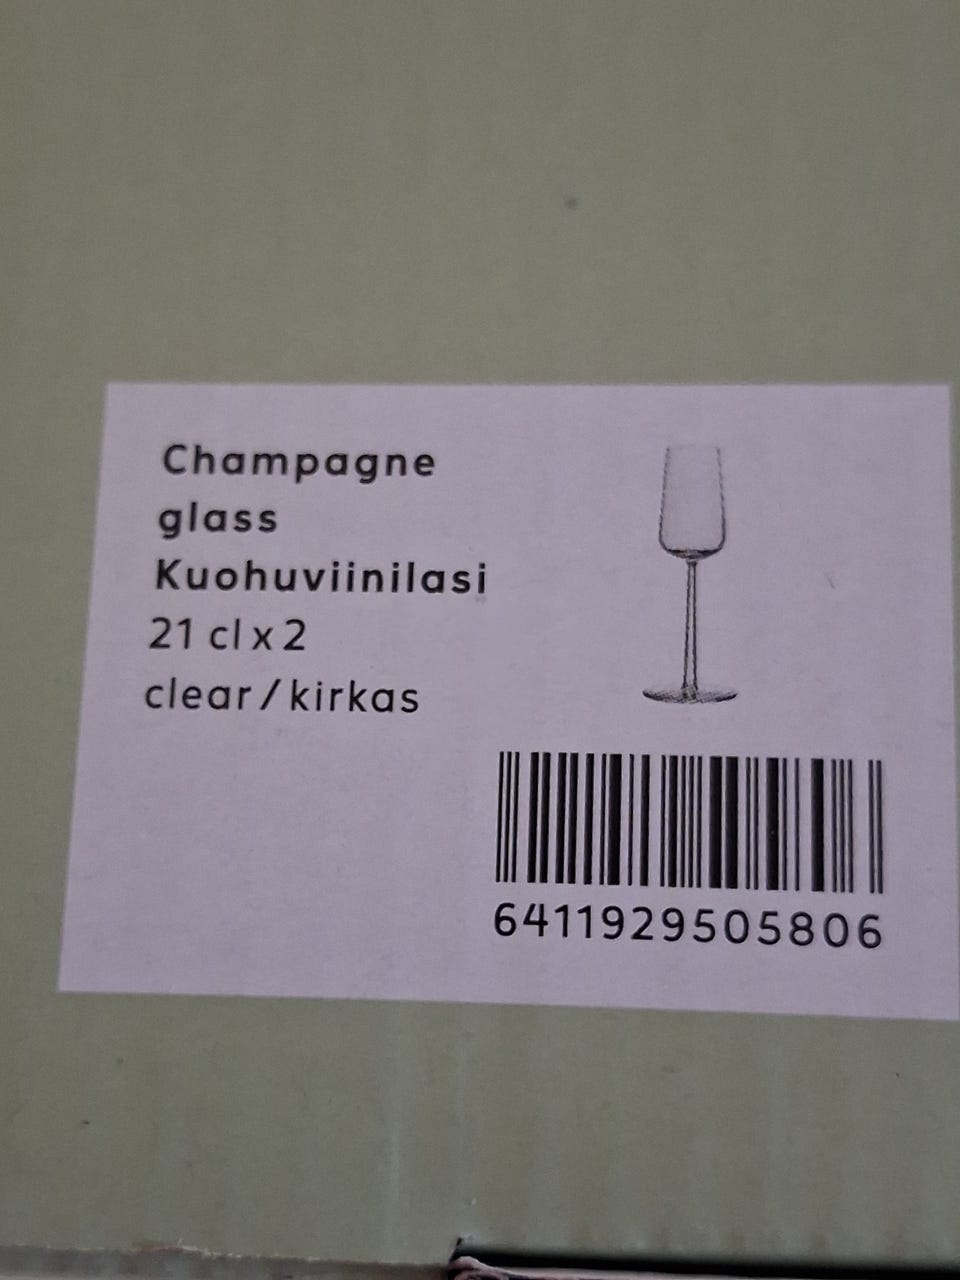 Champagne
glass
Kuohuviinilasi
21 cl x 2
clear / kirkas
6411929505806